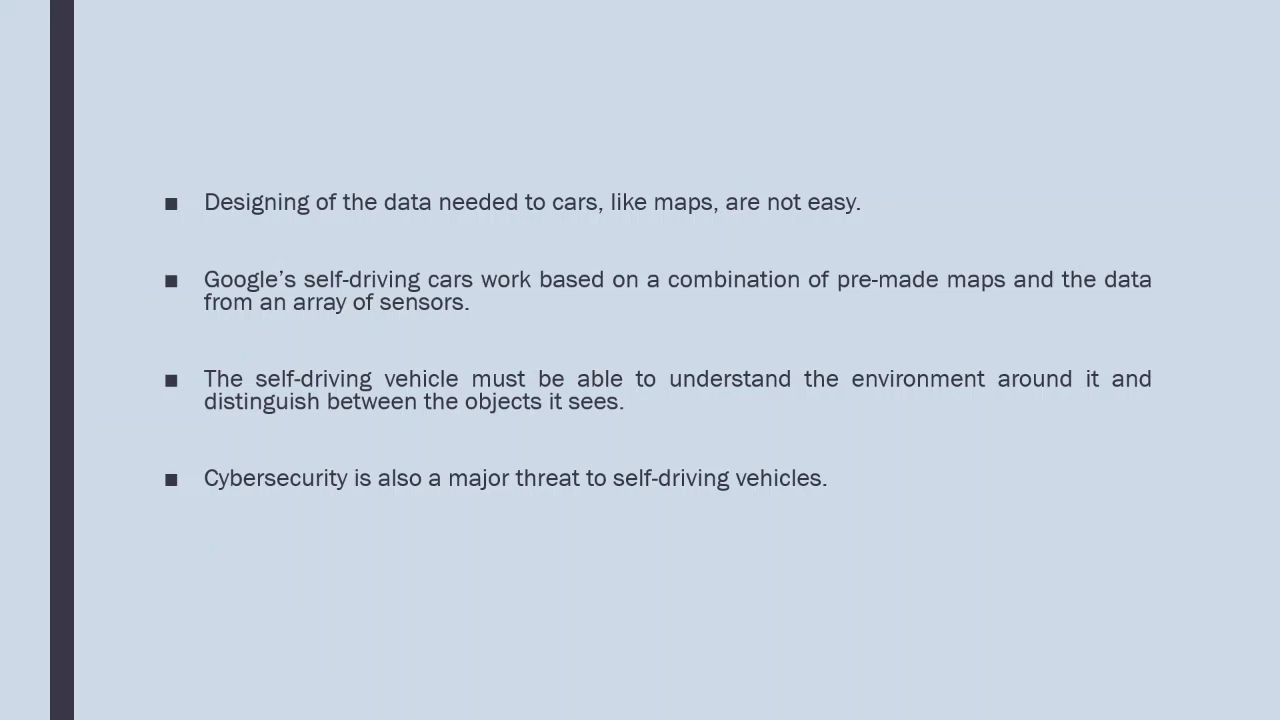 ■ Designing of the data needed to cars, like maps, are not easy.
■ Google’s self-driving cars work based on a combination of pre-made maps and the data
from an array of sensors.
■ The self-driving vehicle must be able to understand the environment around it and
distinguish between the objects it sees.
■ Cybersecurity is also a major threat to self-driving vehicles.